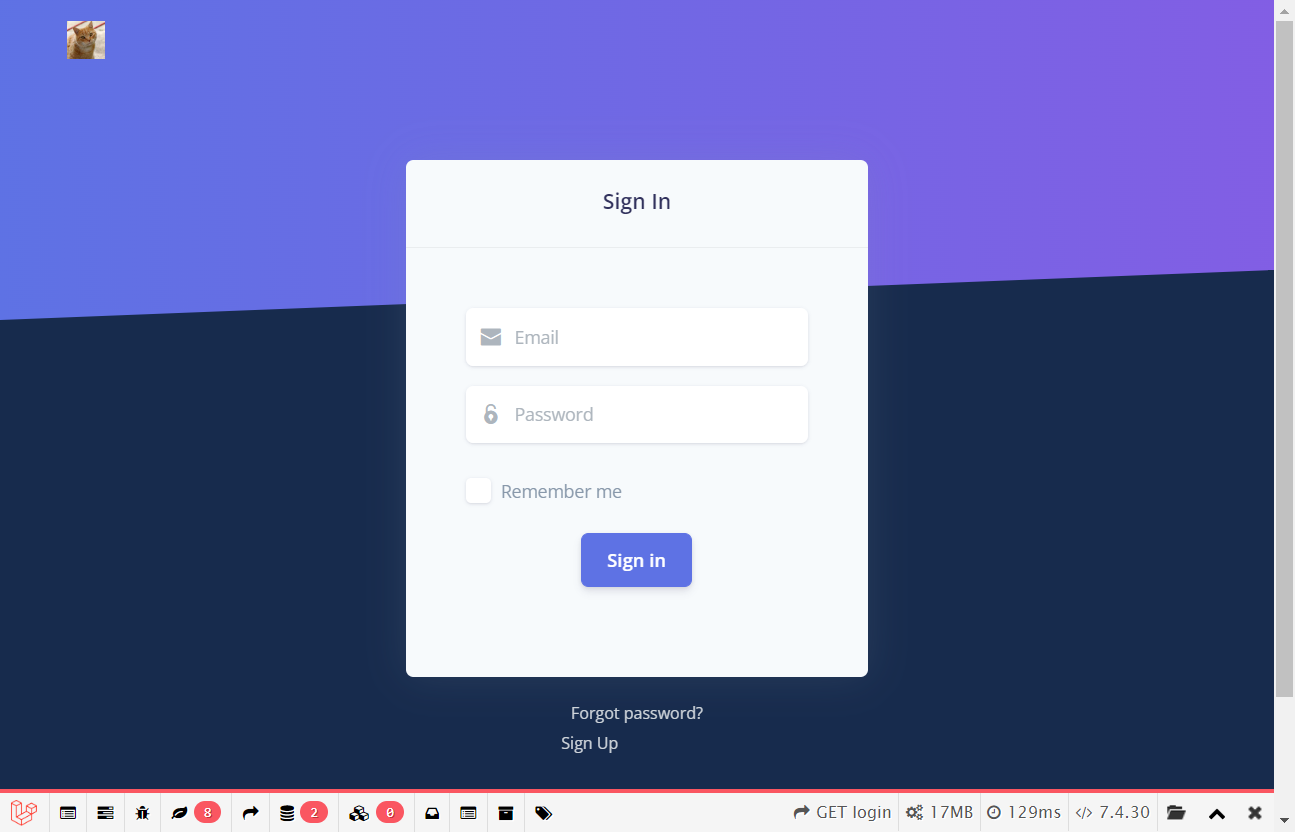 Sign In
Email
Password
Remember me
Sign in
Forgot password?
Sign Up
8 2 0 GET login 17MB 129ms 7.4.30